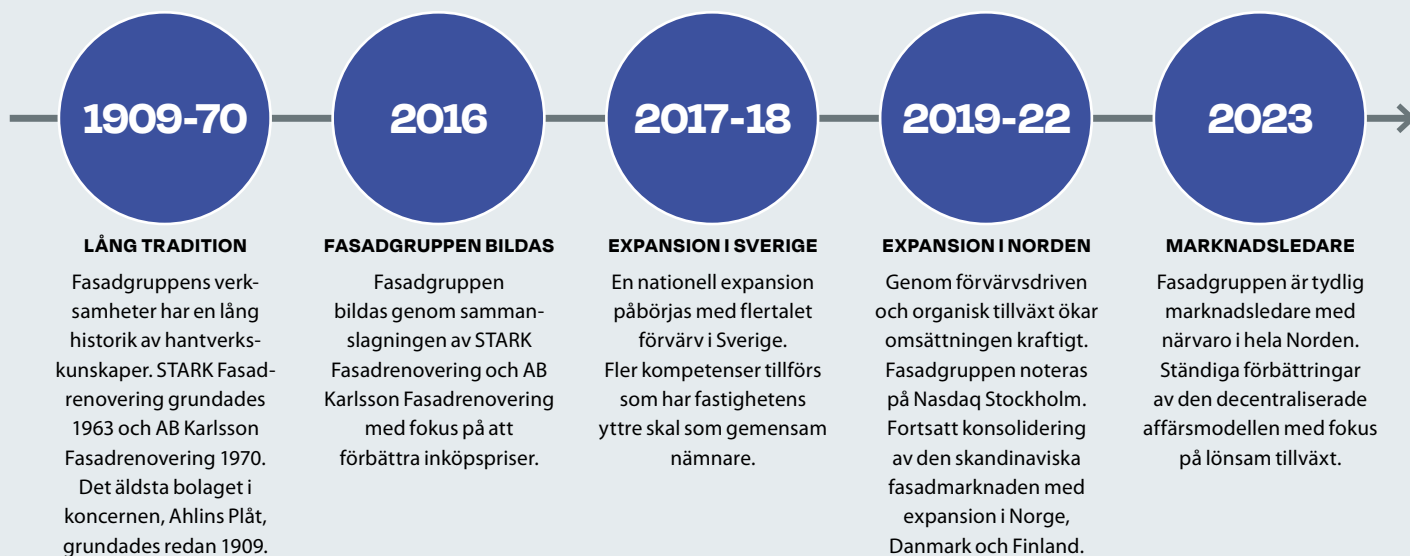 1909-70
LÅNG TRADITION
Fasadgruppens verk-
samheter har en lång
historik av hantverks-
kunskaper. STARK Fasad-
renovering grundades
1963 och AB Karlsson
Fasadrenovering 1970.
Det äldsta bolaget i
koncernen, Ahlins Plåt,
grundades redan 1909.
2016
FASADGRUPPEN BILDAS
Fasadgruppen
bildas genom samman-
slagningen av STARK
Fasadrenovering och AB
Karlsson Fasadrenovering
med fokus på att
förbättra inköpspriser.
2017-18
EXPANSION I SVERIGE
En nationell expansion
påbörjas med flertalet
förvärv i Sverige.
Fler kompetenser tillförs
som har fastighetens
yttre skal som gemensam
nämnare.
2019-22
EXPANSION I NORDEN
Genom förvärvsdriven
och organisk tillväxt ökar
omsättningen kraftigt.
Fasadgruppen noteras
på Nasdaq Stockholm.
Fortsatt konsolidering
av den skandinaviska
fasadmarknaden med
expansion i Norge,
Danmark och Finland.
2023
MARKNADSLEDARE
Fasadgruppen är tydlig
marknadsledare med
närvaro i hela Norden.
Ständiga förbättringar
av den decentraliserade
affärsmodellen med fokus
på lönsam tillväxt.